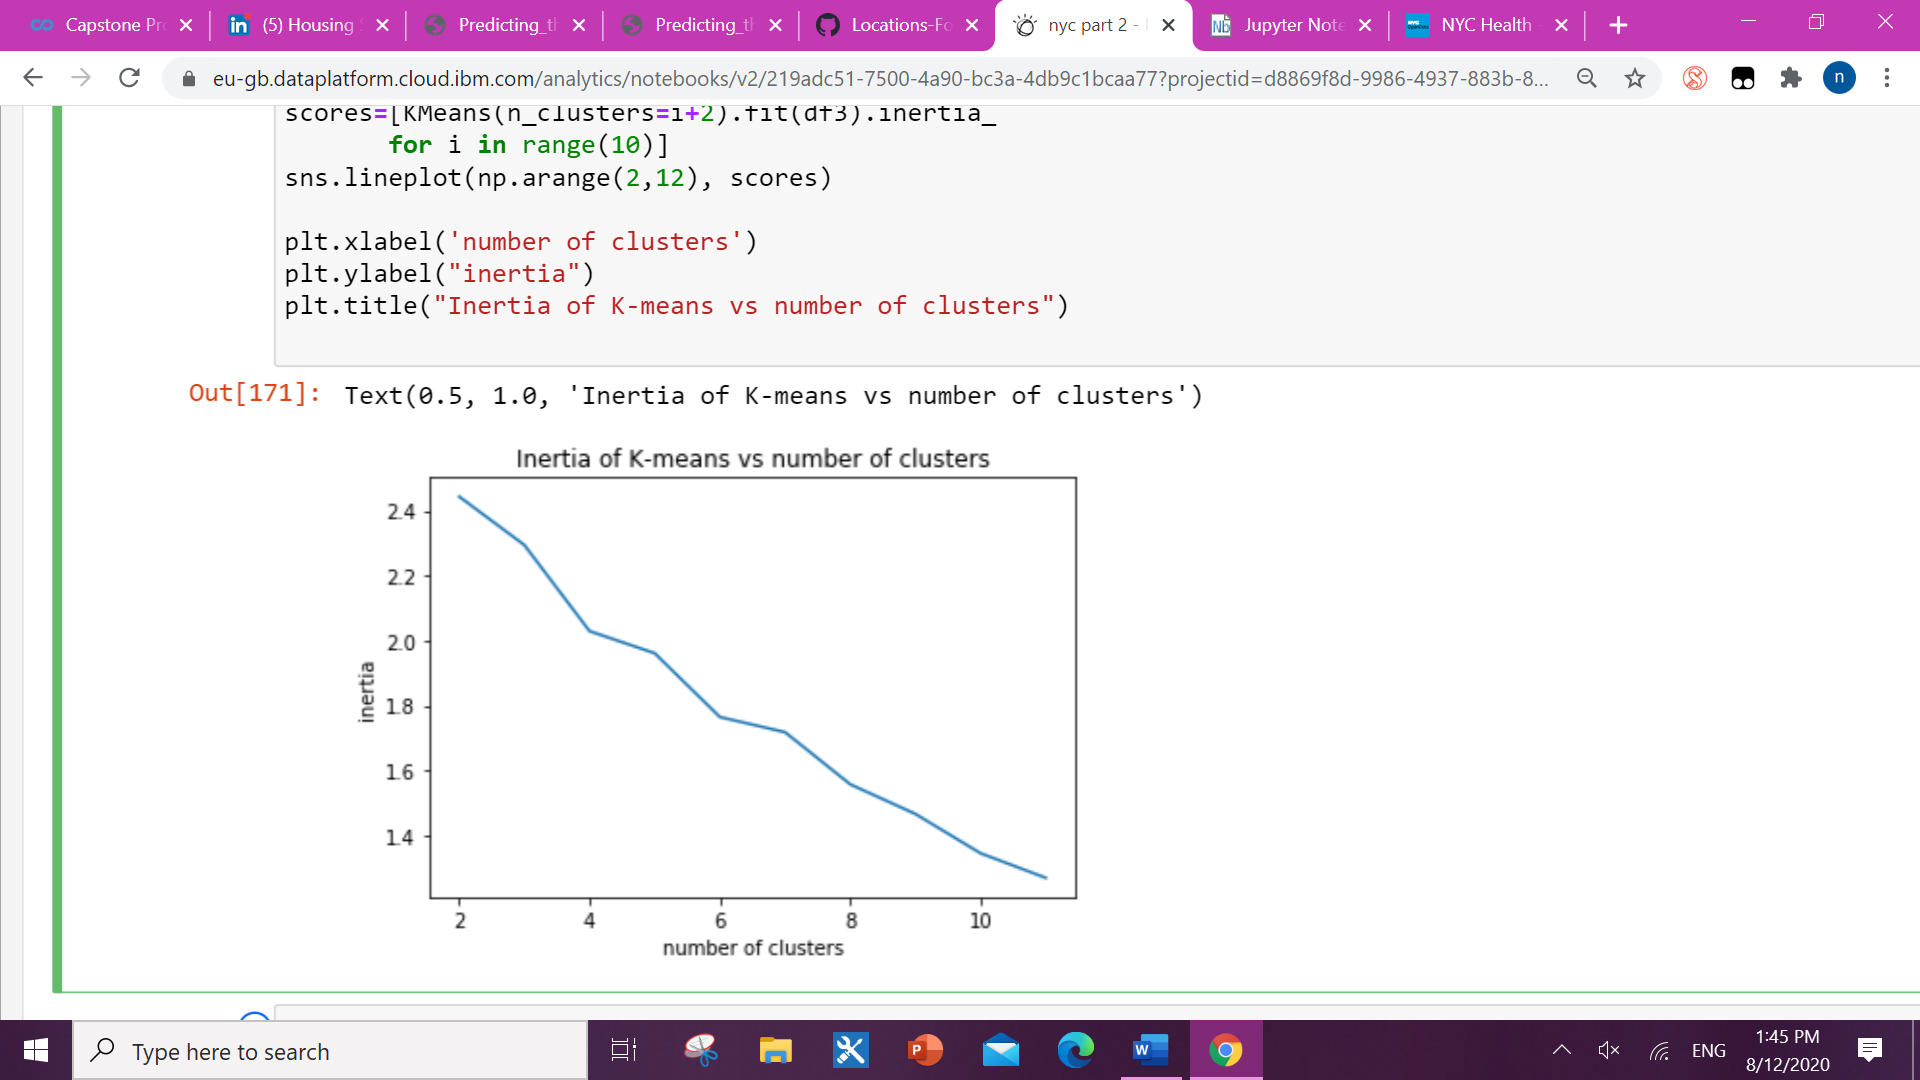 Capstone Pr
(5) Housing
Predicting_th
Predicting_th
Locations-Fo
nyc part 2 -
Jupyter Note
NYC Health
eu-gb.dataplatform.cloud.ibm.com/analytics/notebooks/v2/219adc51-7500-4a90-bc3a-4db9c1bcaa77?projectid=d8869f8d-9986-4937-883b-8...
n
scores=[KMeans(n_clusters=i+2).fit(df3).inertia_
for i in range(10)]
sns.lineplot(np.arange(2,12), scores)
plt.xlabel('number of clusters')
plt.ylabel("inertia")
plt.title("Inertia of K-means vs number of clusters")
Out[171]: Text(0.5, 1.0, 'Inertia of K-means vs number of clusters')
Inertia of K-means vs number of clusters
2.4
2.2
2.0
1.8
1.6
1.4
inertia
2 4 6 8 10
number of clusters
Type here to search
ENG
1:45 PM
8/12/2020